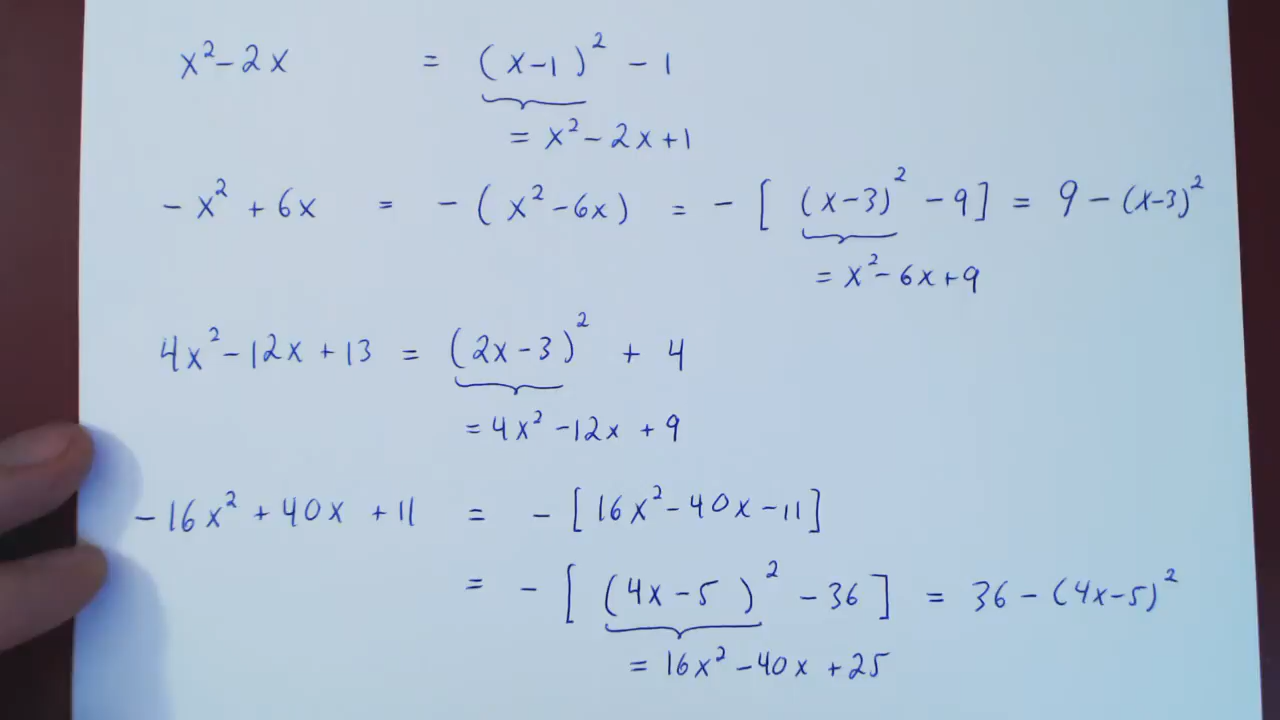 x² - 2x = (x-1)² - 1
= x² - 2x + 1
-x² + 6x = -(x² - 6x) = -[(x-3)² - 9] = 9 - (x-3)²
= x² - 6x + 9
4x² - 12x + 13 = (2x-3)² + 4
= 4x² - 12x + 9
-16x² + 40x + 11 = -[16x² - 40x - 11]
= -[(4x-5)² - 36] = 36 - (4x-5)²
= 16x² - 40x + 25